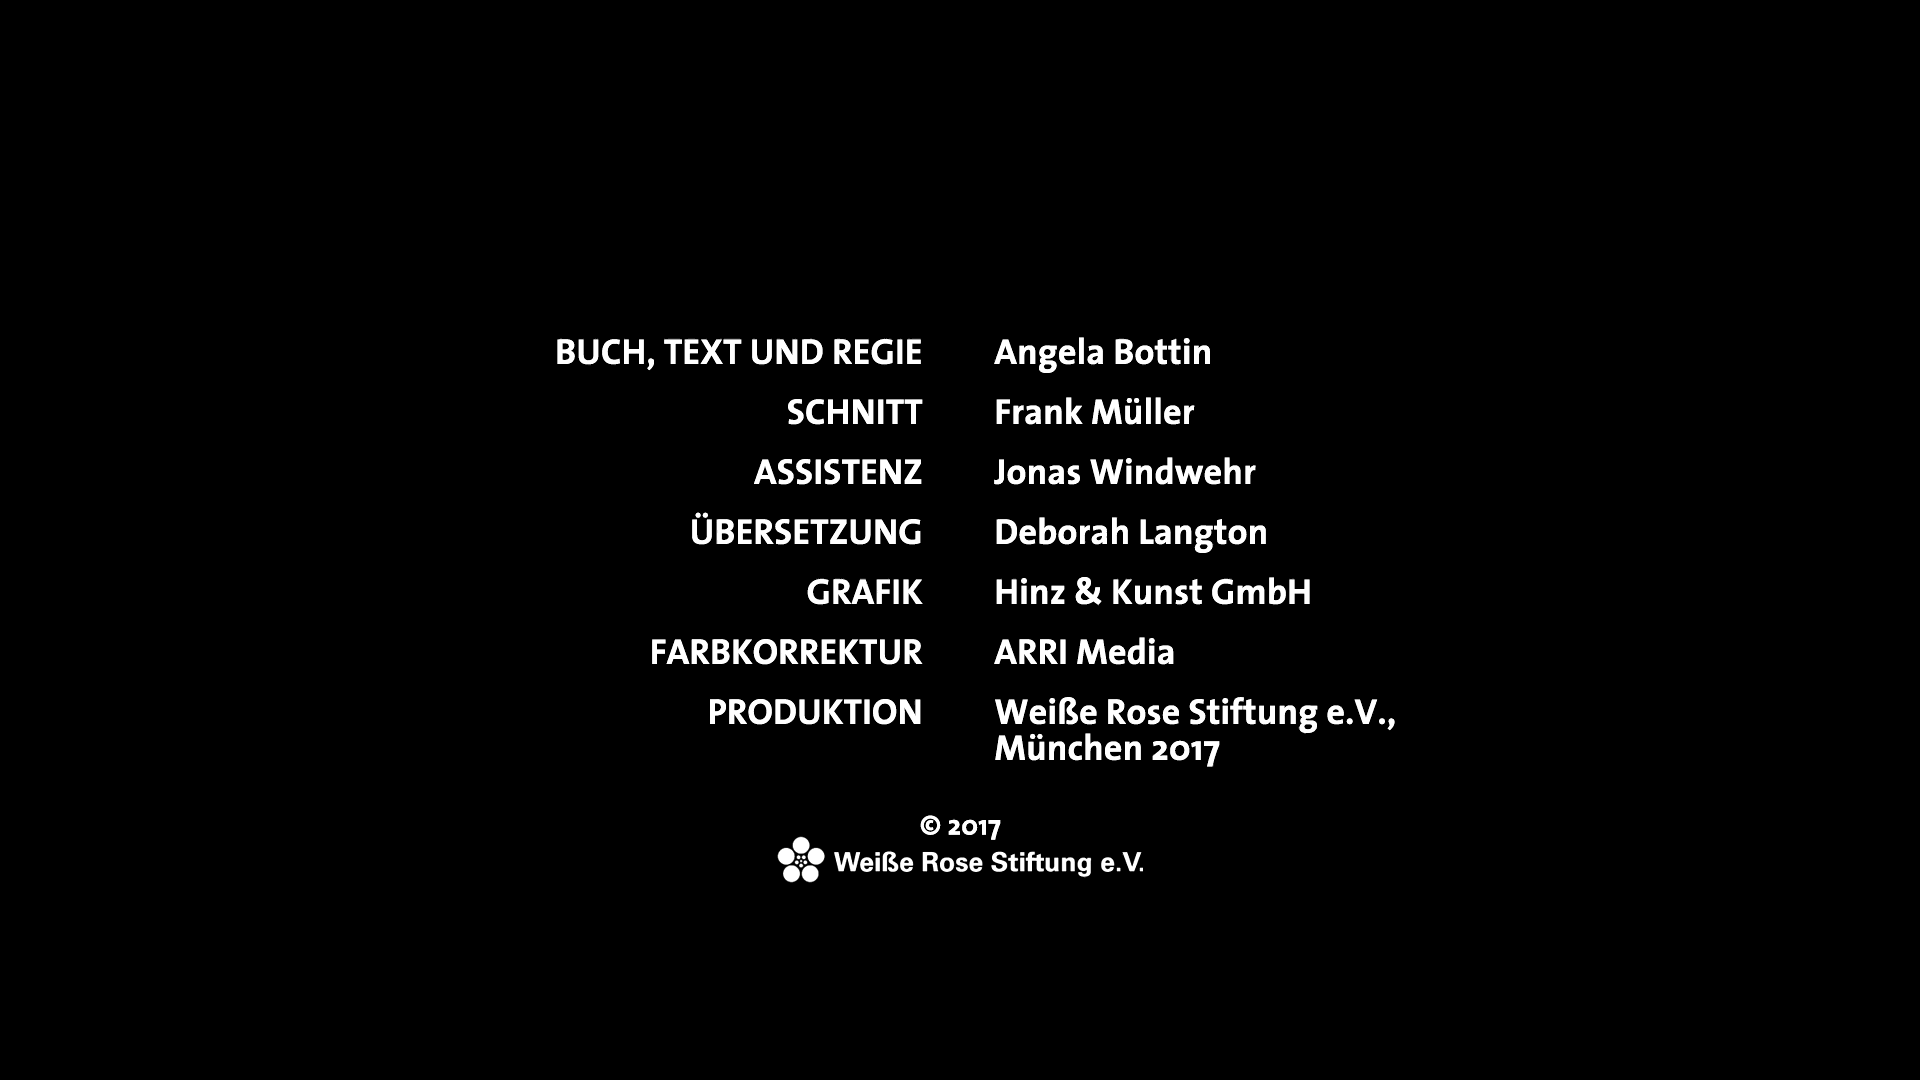 BUCH, TEXT UND REGIE Angela Bottin
SCHNITT Frank Müller
ASSISTENZ Jonas Windwehr
ÜBERSETZUNG Deborah Langton
GRAFIK Hinz & Kunst GmbH
FARBKORREKTUR ARRI Media
PRODUKTION Weiße Rose Stiftung e.V.,
München 2017
© 2017
Weiße Rose Stiftung e.V.